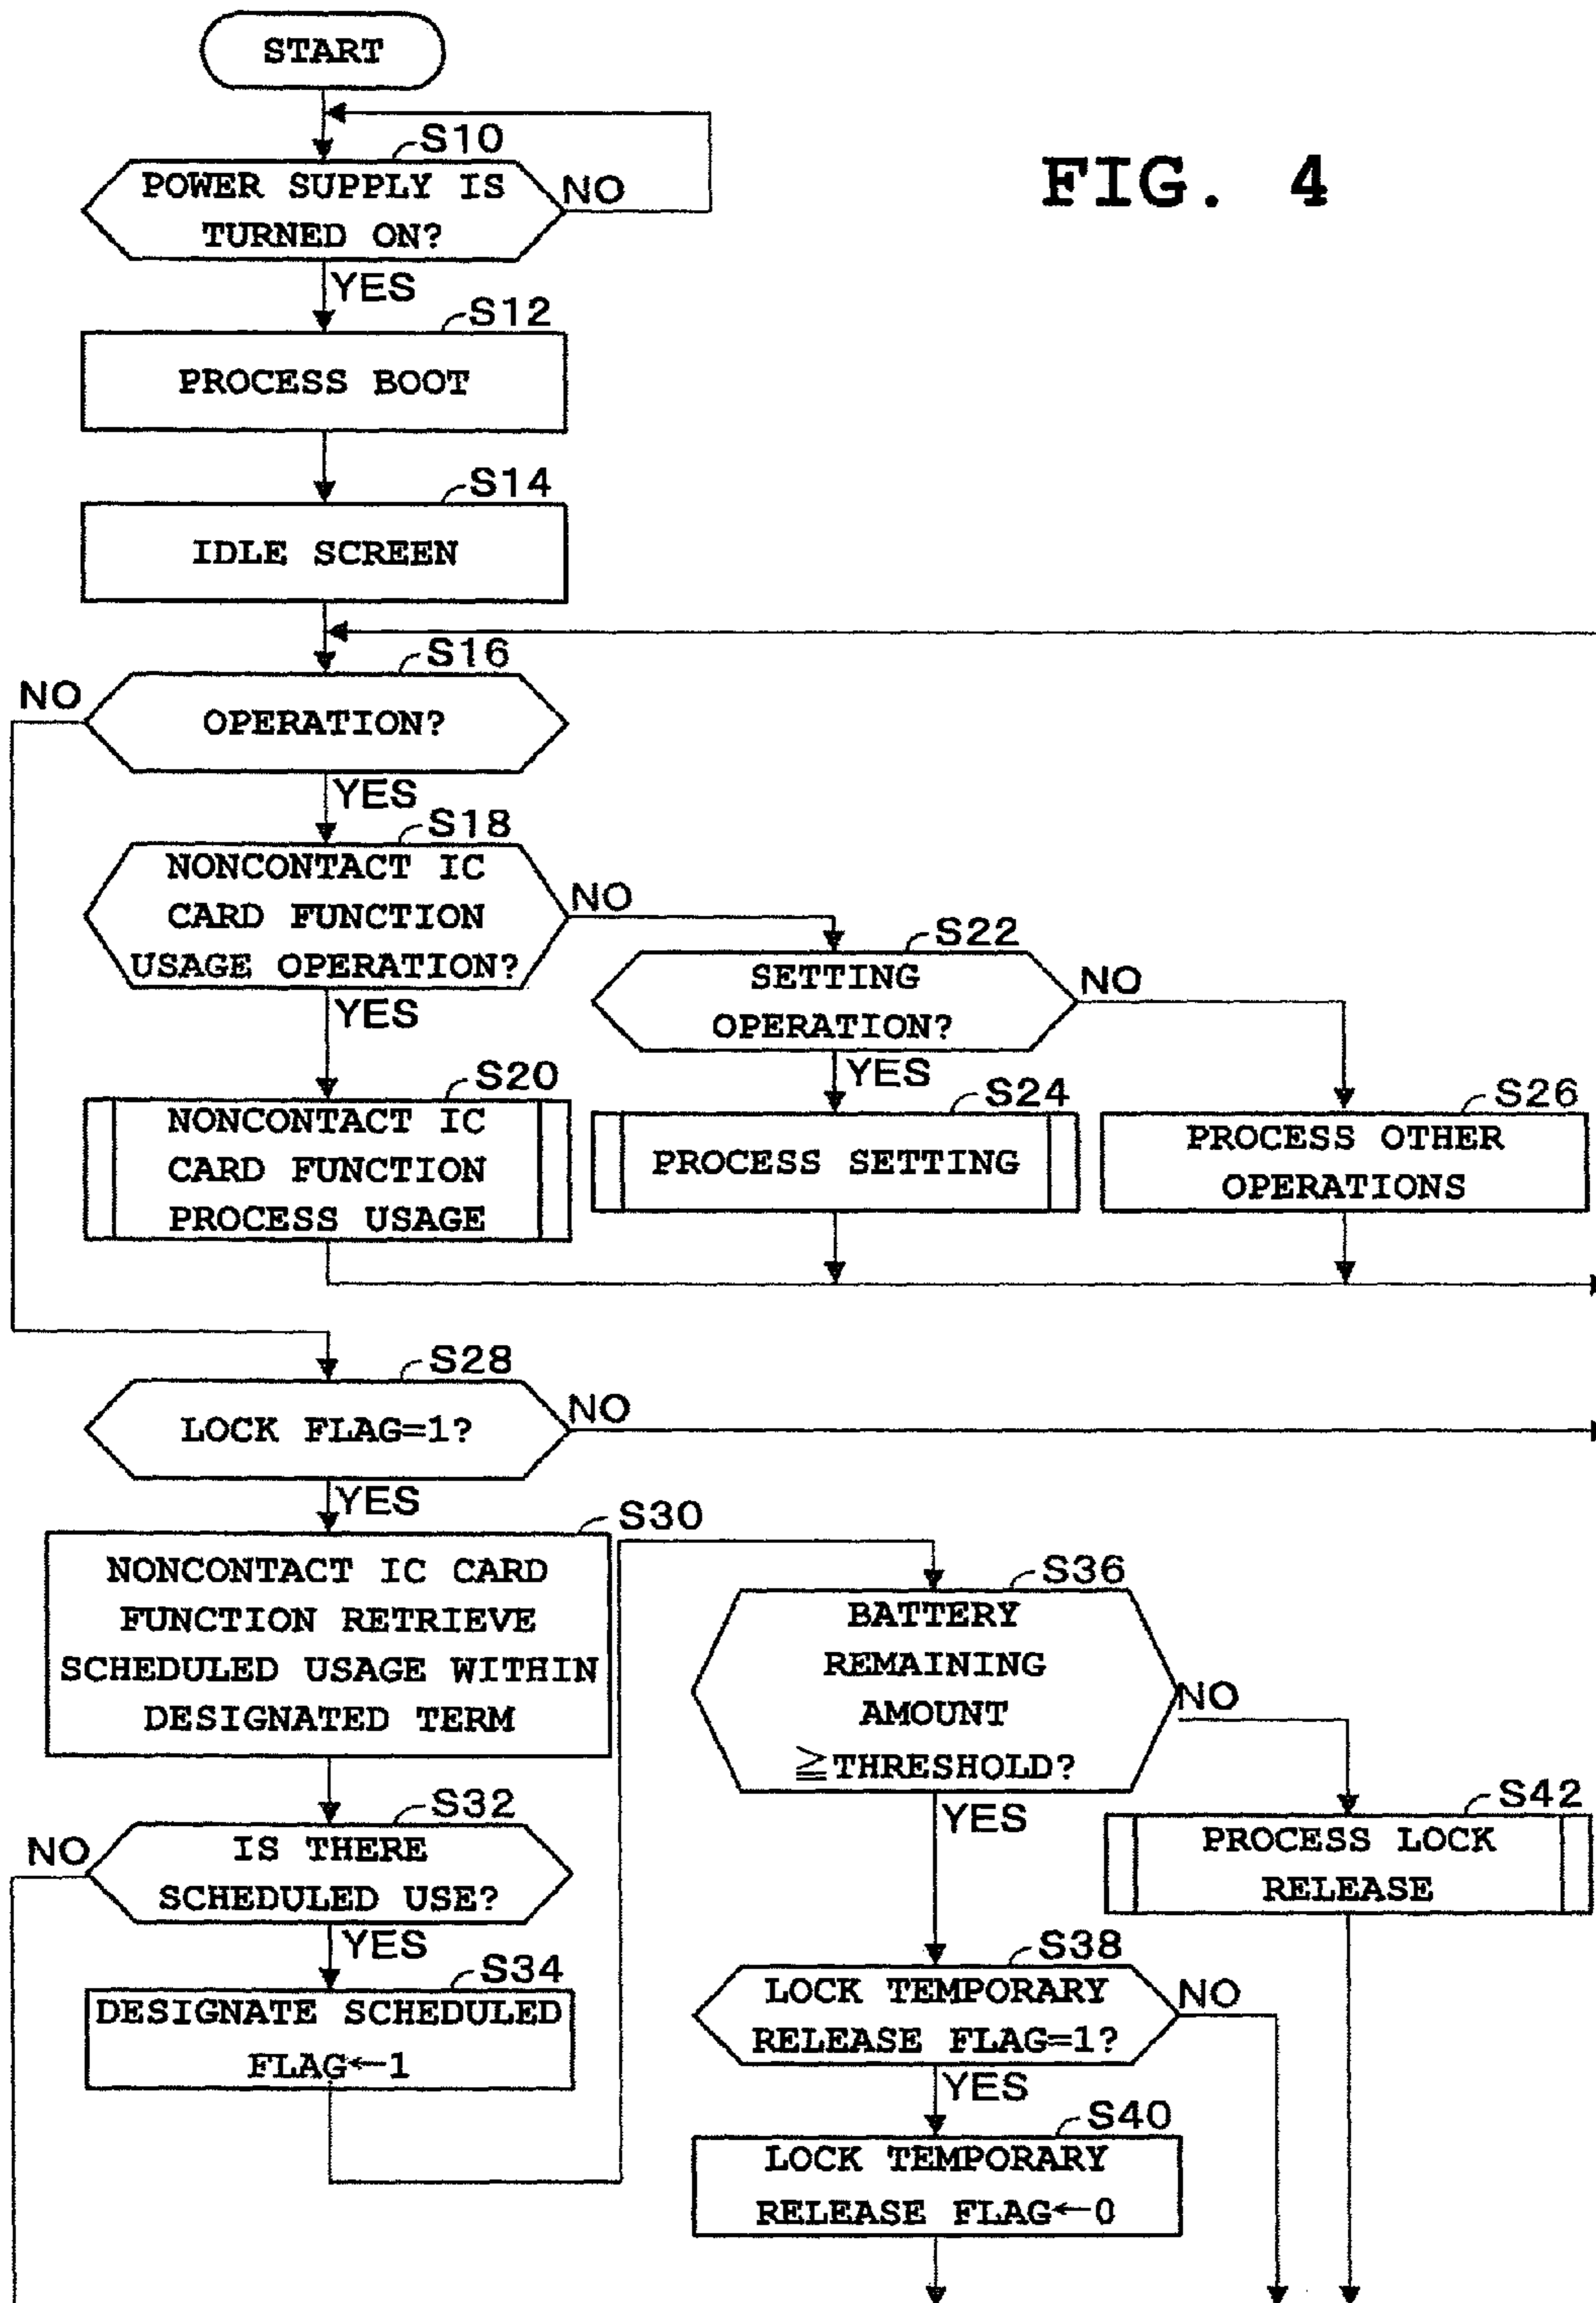 FIG. 4
START
S10
POWER SUPPLY IS
TURNED ON?
NO
YES
S12
PROCESS BOOT
S14
IDLE SCREEN
S16
NO
OPERATION?
YES
S18
NONCONTACT IC
CARD FUNCTION
USAGE OPERATION?
NO
YES
S22
SETTING
OPERATION?
NO
YES
S20
NONCONTACT IC
CARD FUNCTION
PROCESS USAGE
S24
PROCESS SETTING
S26
PROCESS OTHER
OPERATIONS
S28
LOCK FLAG=1?
NO
YES
S30
NONCONTACT IC CARD
FUNCTION RETRIEVE
SCHEDULED USAGE WITHIN
DESIGNATED TERM
S32
NO
IS THERE
SCHEDULED USE?
YES
S34
DESIGNATE SCHEDULED
FLAG←1
S36
BATTERY
REMAINING
AMOUNT
≧THRESHOLD?
NO
YES
S42
PROCESS LOCK
RELEASE
S38
LOCK TEMPORARY
RELEASE FLAG=1?
NO
YES
S40
LOCK TEMPORARY
RELEASE FLAG←0